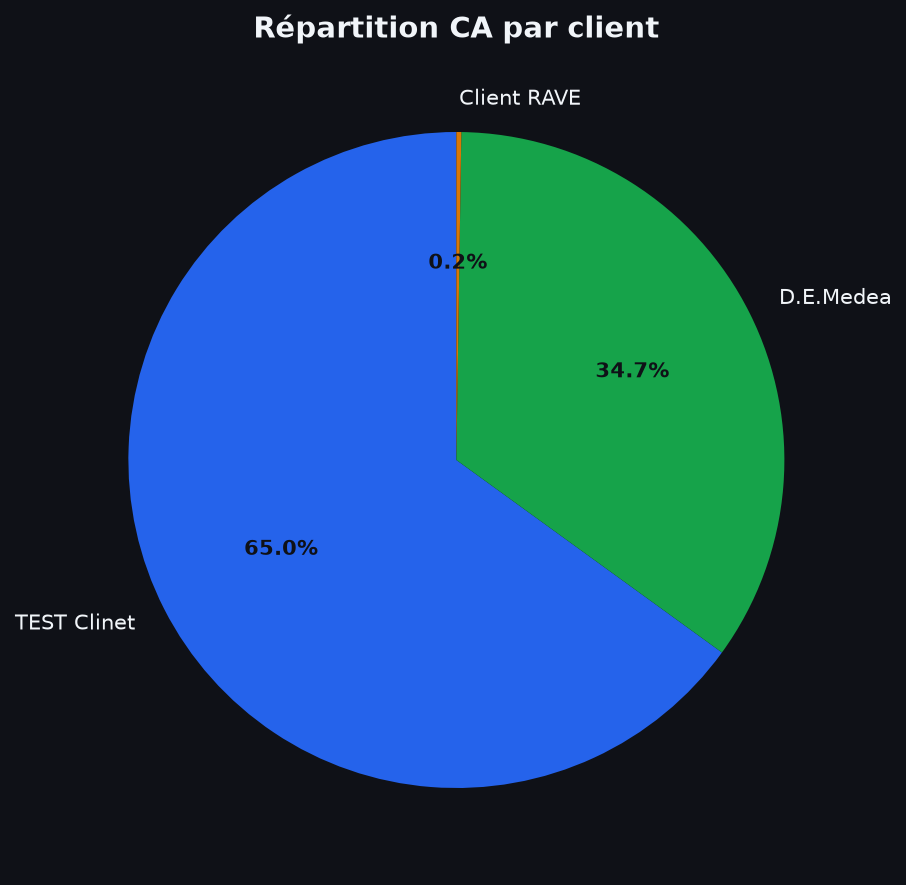 Répartition CA par client
Client RAVE
0.2%
D.E.Medea
34.7%
65.0%
TEST Clinet